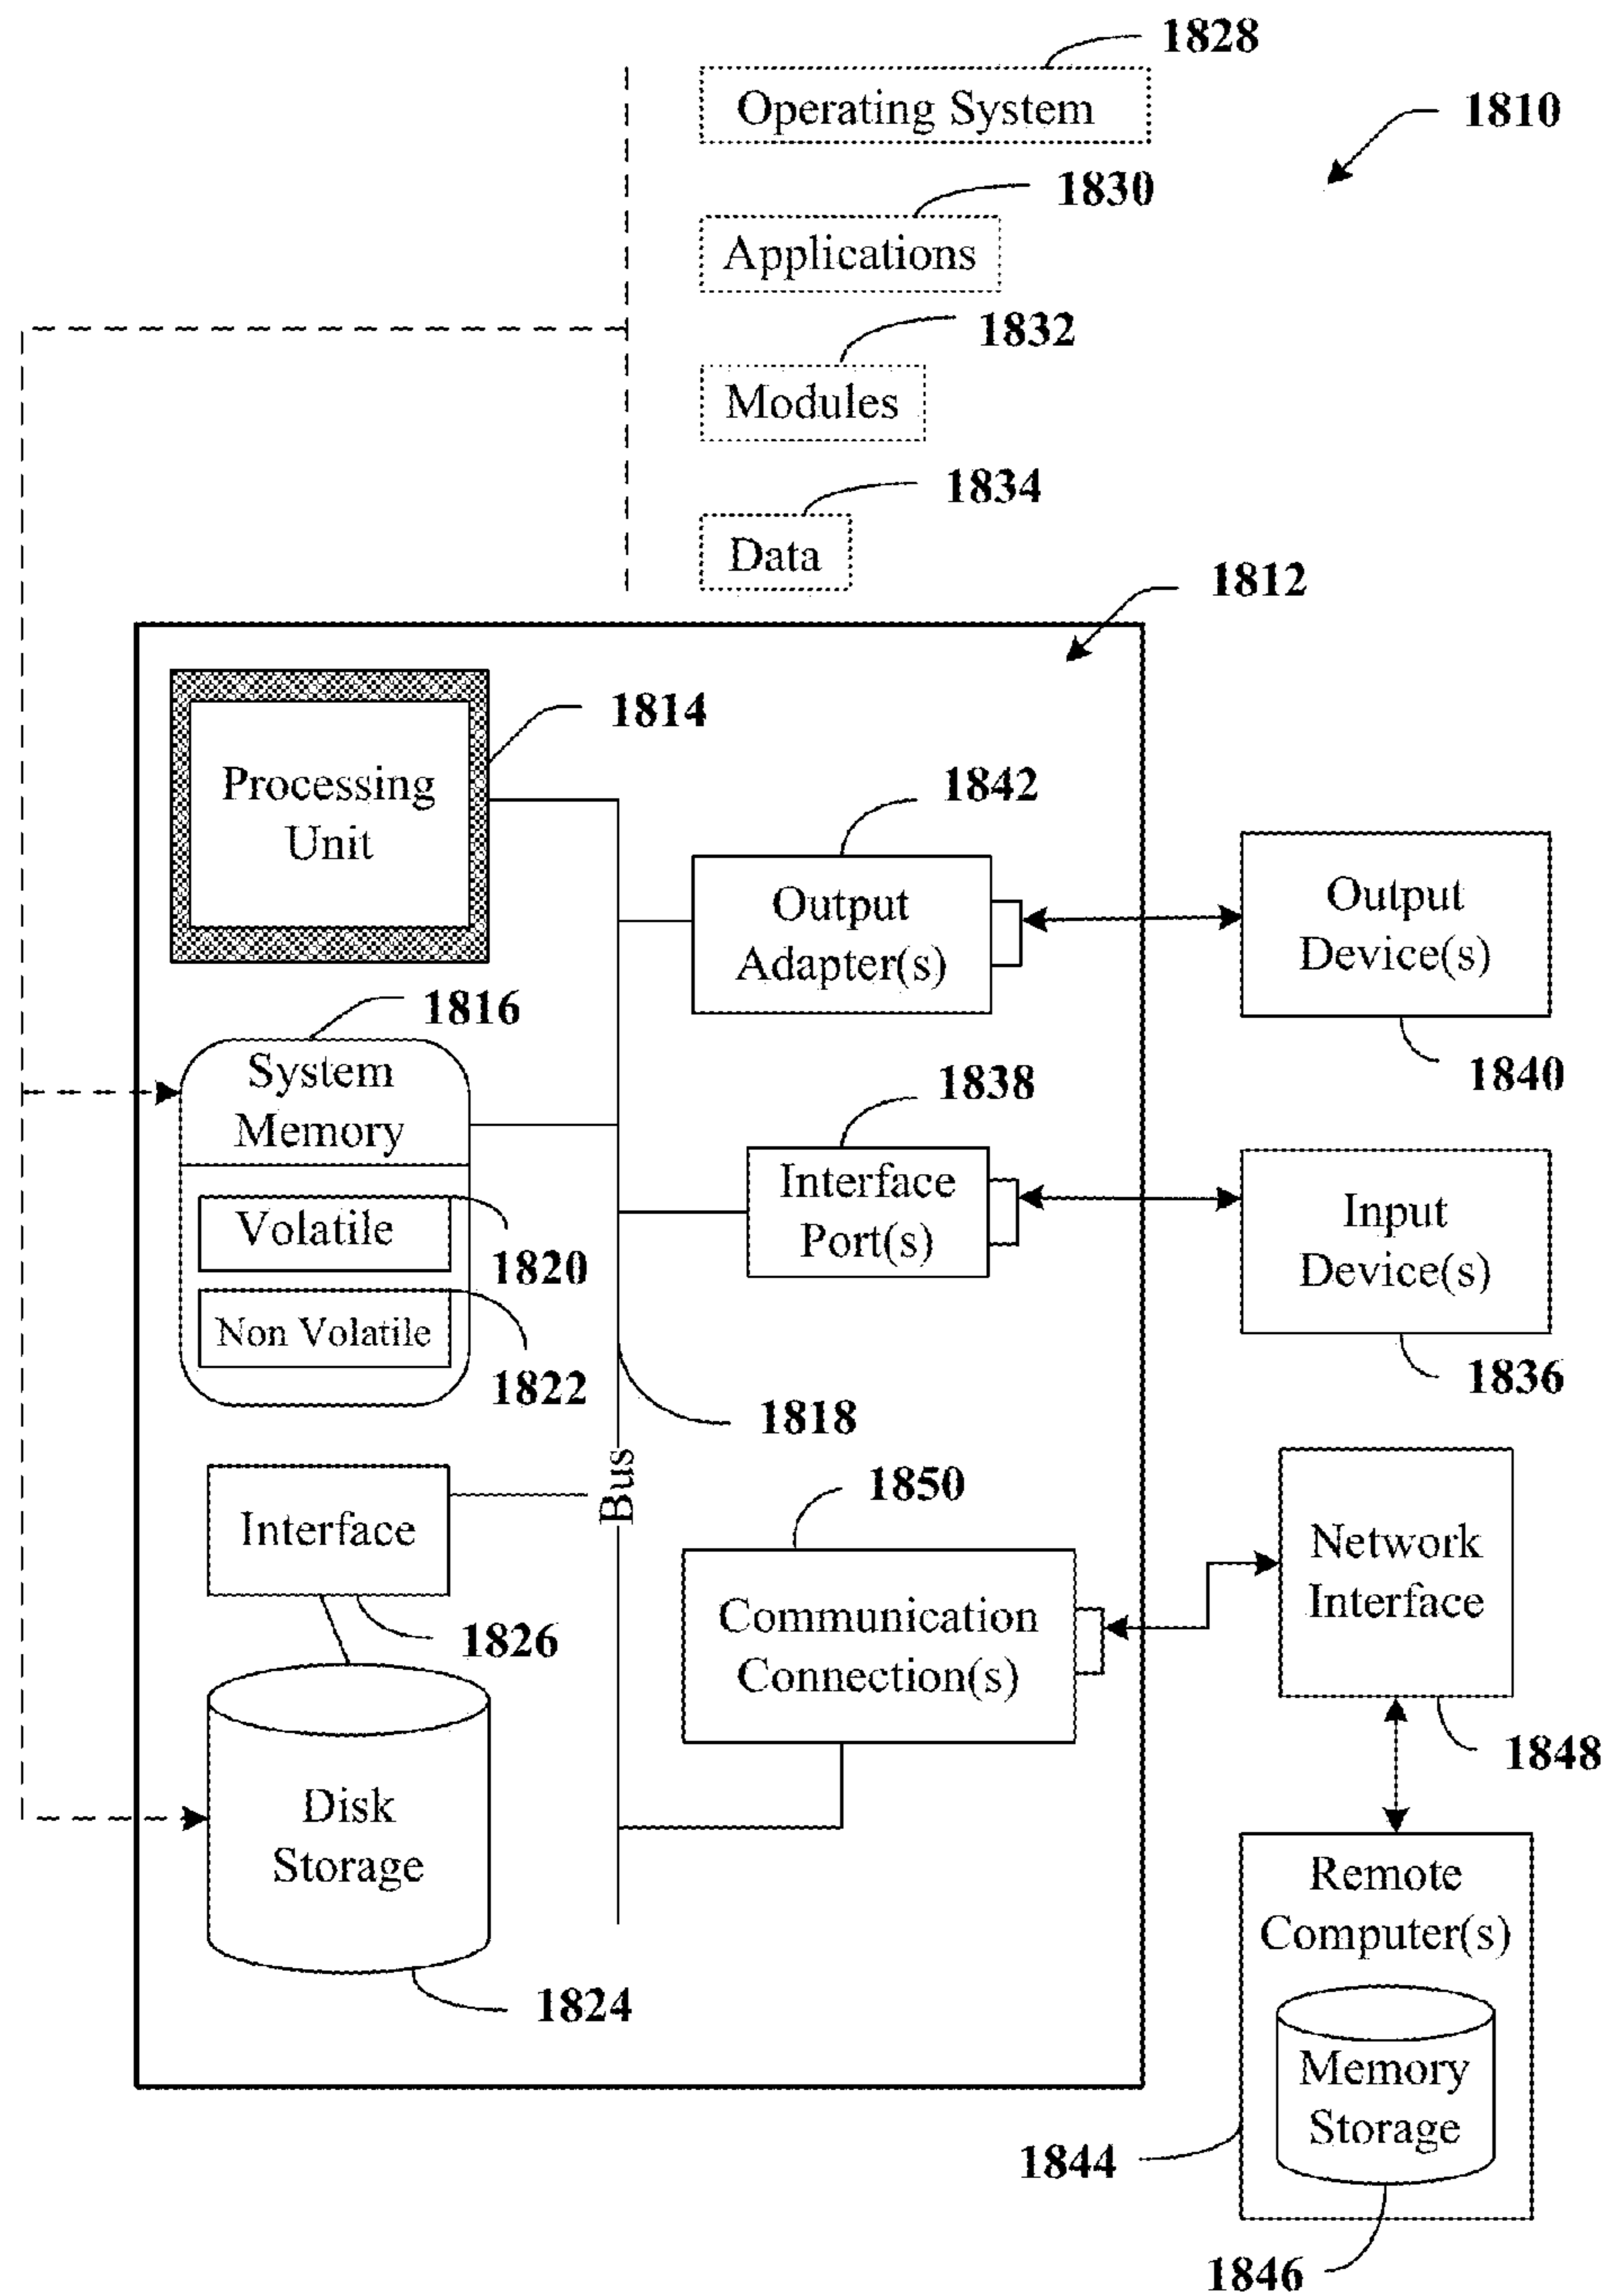 1828
Operating System
1810
1830
Applications
1832
Modules
1834
Data
1812
1814
Processing
Unit
1842
Output
Adapter(s)
Output
Device(s)
1840
1816
System
Memory
Volatile
1820
Non Volatile
1822
1838
Interface
Port(s)
Input
Device(s)
1836
1818
Bus
Interface
1826
1850
Communication
Connection(s)
Network
Interface
1848
Disk
Storage
1824
Remote
Computer(s)
Memory
Storage
1844
1846